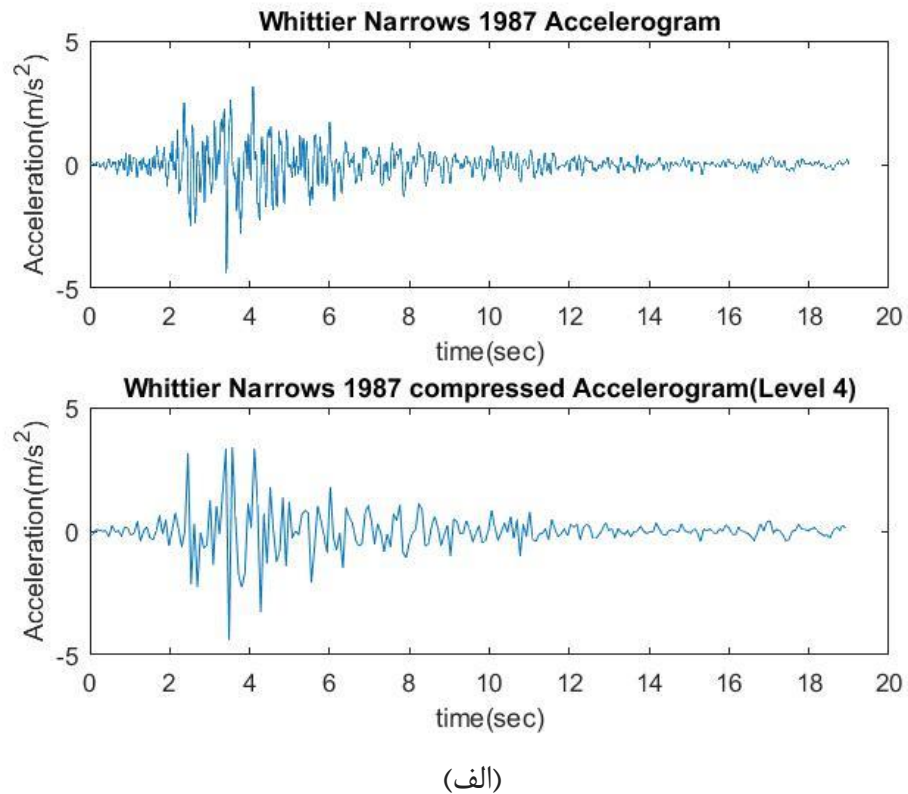 Whittier Narrows 1987 Accelerogram
5
0
-5
Acceleration(m/s²)
0 2 4 6 8 10 12 14 16 18 20
time(sec)
Whittier Narrows 1987 compressed Accelerogram(Level 4)
5
0
-5
Acceleration(m/s²)
0 2 4 6 8 10 12 14 16 18 20
time(sec)
(الف)